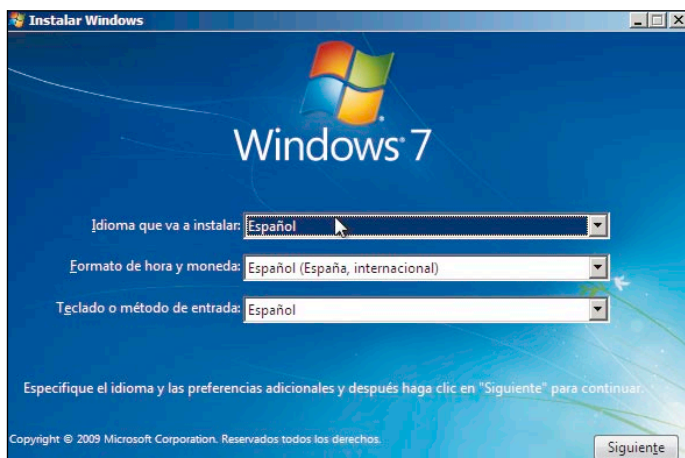 Instalar Windows
Windows 7
Idioma que va a instalar: Español
Formato de hora y moneda: Español (España, internacional)
Teclado o método de entrada: Español
Especifique el idioma y las preferencias adicionales y después haga clic en "Siguiente" para continuar.
Copyright © 2009 Microsoft Corporation. Reservados todos los derechos.
Siguiente